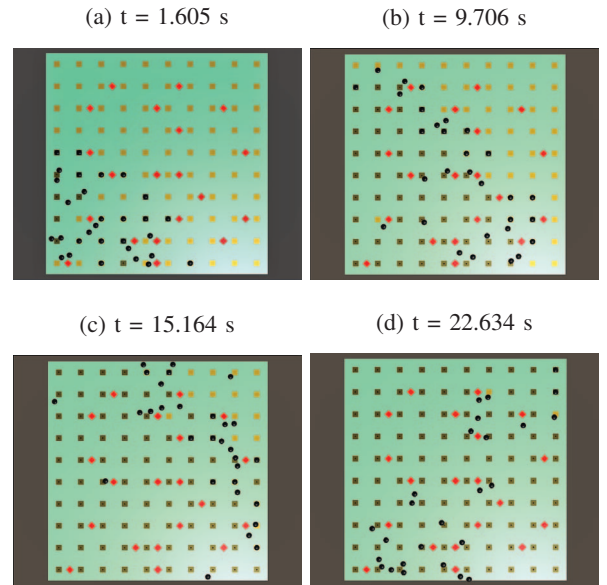 (a) t = 1.605 s
(b) t = 9.706 s
(c) t = 15.164 s
(d) t = 22.634 s